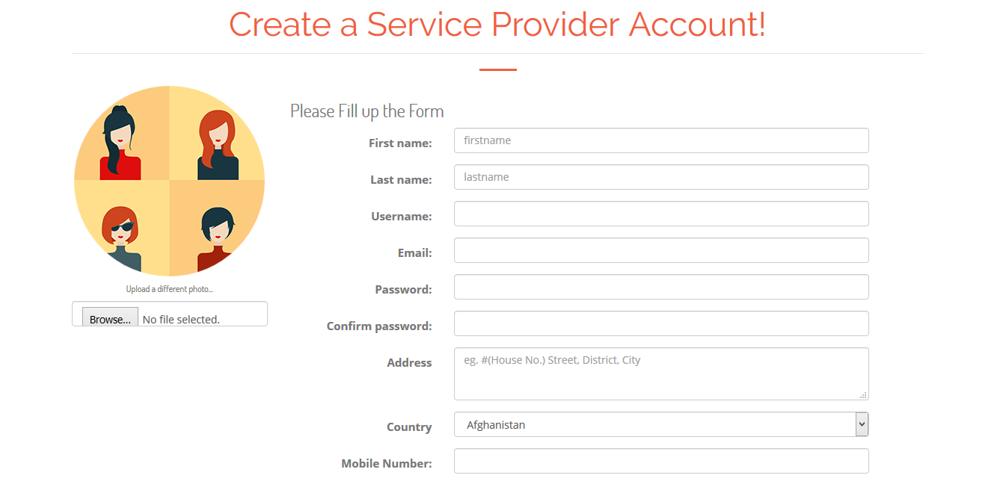 Create a Service Provider Account!
Please Fill up the Form
First name:
firstname
Last name:
lastname
Username:
Email:
Upload a different photo...
Password:
Browse...
No file selected.
Confirm password:
Address
eg. #(House No.) Street, District, City
Country
Afghanistan
Mobile Number: